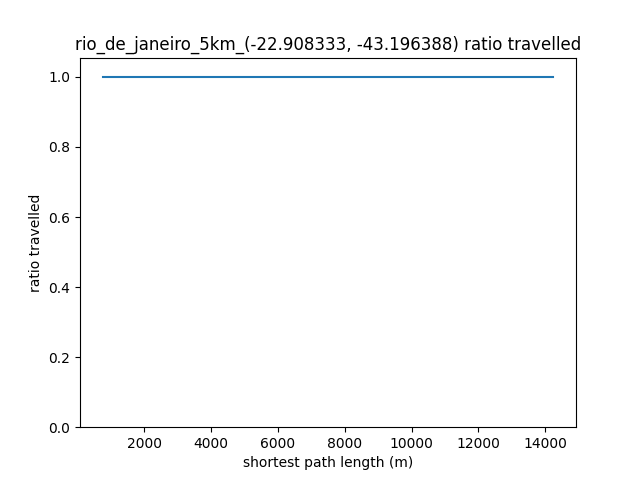 rio_de_janeiro_5km_(-22.908333, -43.196388) ratio travelled
1.0
0.8
0.6
0.4
0.2
0.0
ratio travelled
2000 4000 6000 8000 10000 12000 14000
shortest path length (m)